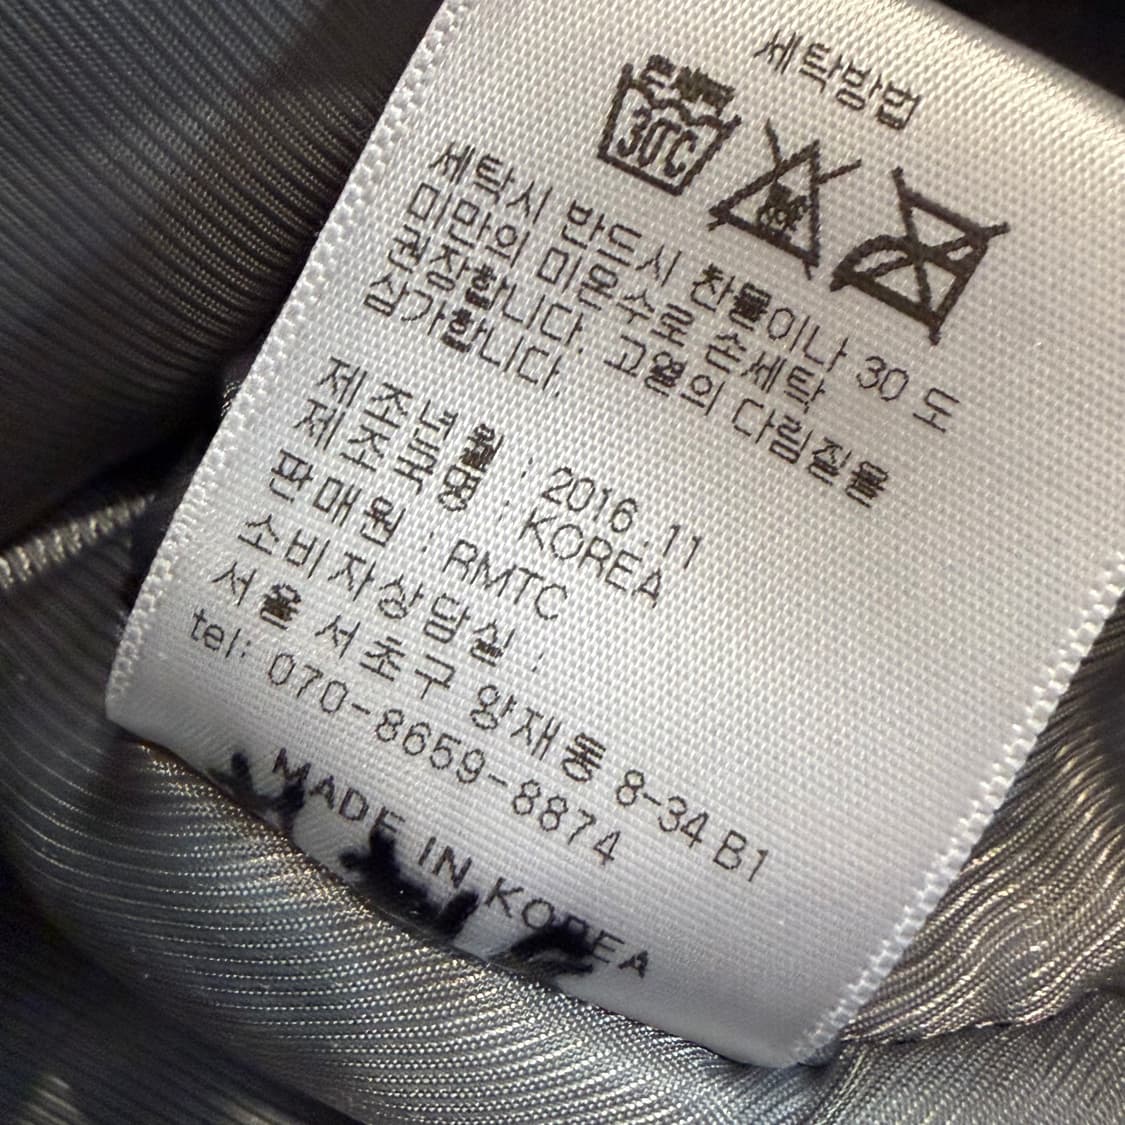 세탁방법
30℃
세탁시 반드시 찬물이나 30 도
미만의 미온수로 손세탁
권장합니다. 고열의 다림질을
삼가합니다.
제조년월 : 2016.11
제조국명 : KOREA
판매원 : RMTC
소비자상담실 :
서울 서초구 양재동 8-34 B1
tel: 070-8659-8874
MADE IN KOREA